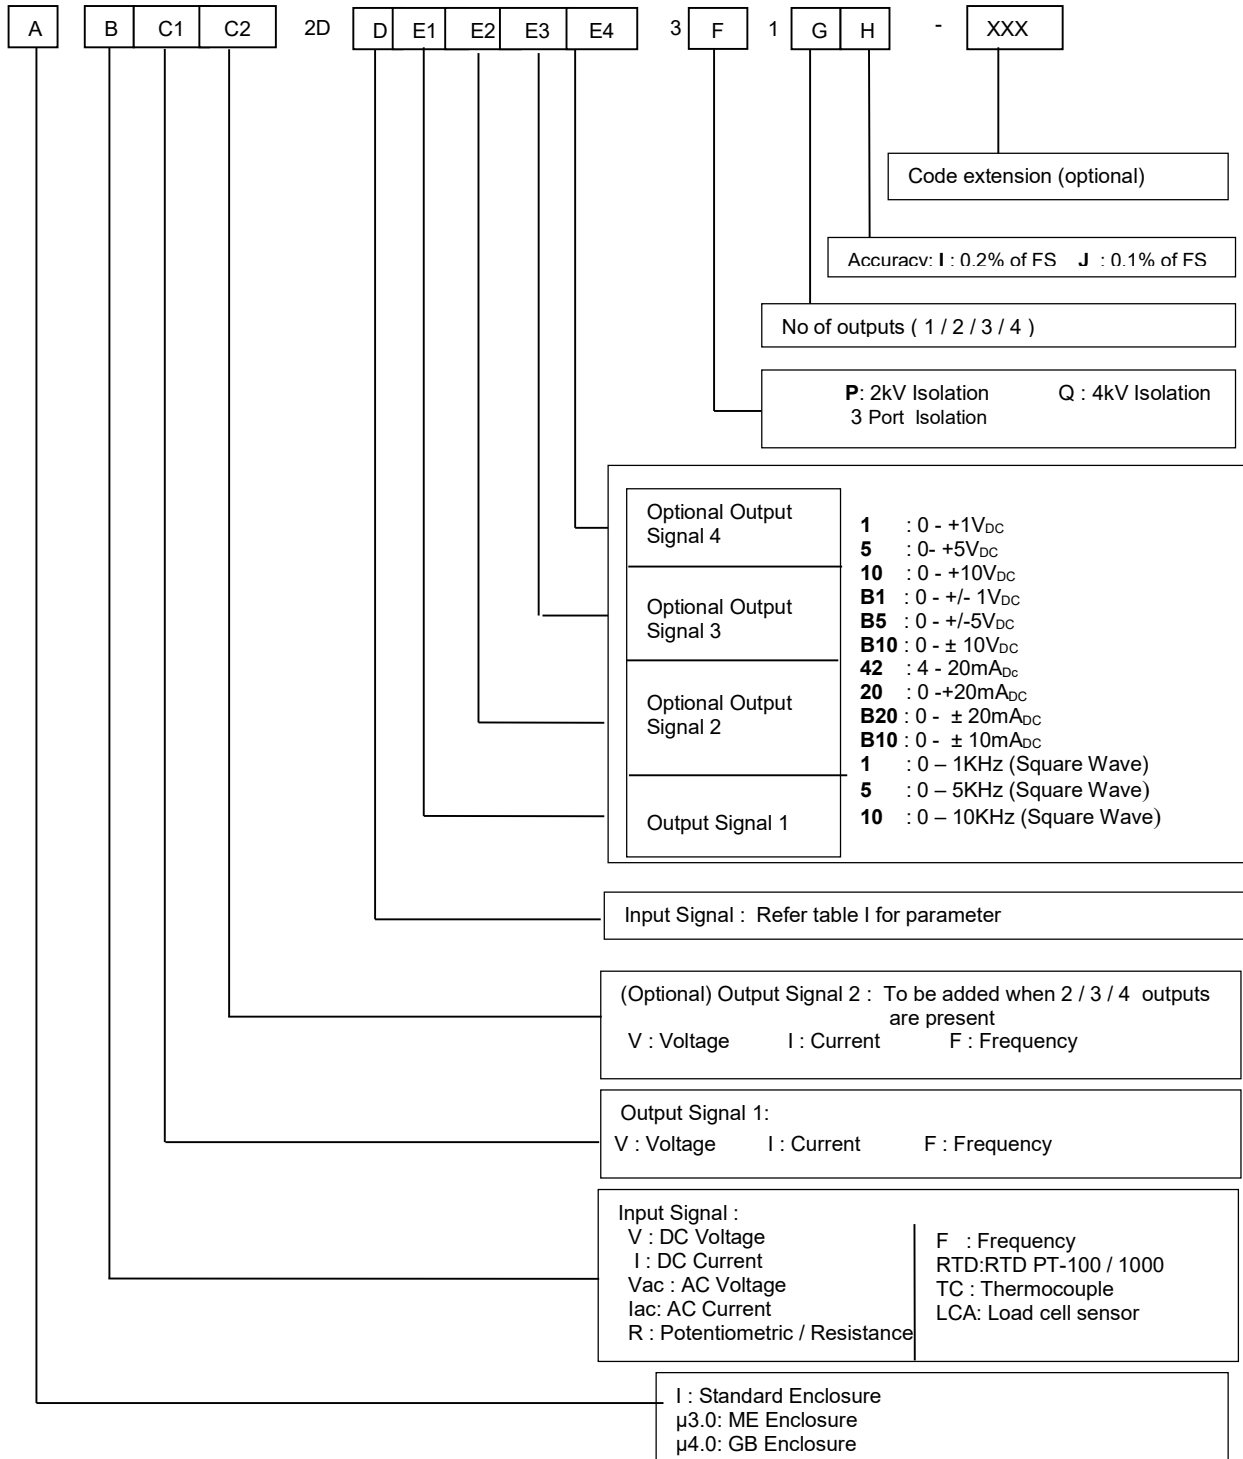 A B C1 C2 2D D E1 E2 E3 E4 3 F 1 G H - XXX
Code extension (optional)
Accuracy: I : 0.2% of FS J : 0.1% of FS
No of outputs ( 1 / 2 / 3 / 4 )
P: 2kV Isolation Q : 4kV Isolation
3 Port Isolation
Optional Output
Signal 4
Optional Output
Signal 3
Optional Output
Signal 2
Output Signal 1
1 : 0 - +1VDC
5 : 0- +5VDC
10 : 0 - +10VDC
B1 : 0 - +/- 1VDC
B5 : 0 - +/-5VDC
B10 : 0 - ± 10VDC
42 : 4 - 20mADc
20 : 0 -+20mADC
B20 : 0 - ± 20mADC
B10 : 0 - ± 10mADC
1 : 0 – 1KHz (Square Wave)
5 : 0 – 5KHz (Square Wave)
10 : 0 – 10KHz (Square Wave)
Input Signal : Refer table I for parameter
(Optional) Output Signal 2 : To be added when 2 / 3 / 4 outputs
are present
V : Voltage I : Current F : Frequency
Output Signal 1:
V : Voltage I : Current F : Frequency
Input Signal :
V : DC Voltage
I : DC Current
Vac : AC Voltage
Iac: AC Current
R : Potentiometric / Resistance
F : Frequency
RTD:RTD PT-100 / 1000
TC : Thermocouple
LCA: Load cell sensor
I : Standard Enclosure
µ3.0: ME Enclosure
µ4.0: GB Enclosure